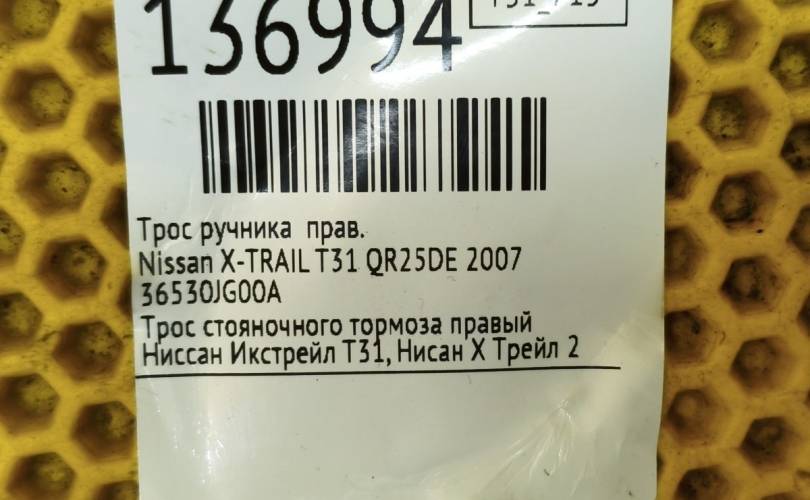 136994
Трос ручника прав.
Nissan X-TRAIL T31 QR25DE 2007
36530JG00A
Трос стояночного тормоза правый
Ниссан Икстрейл Т31, Нисан Х Трейл 2